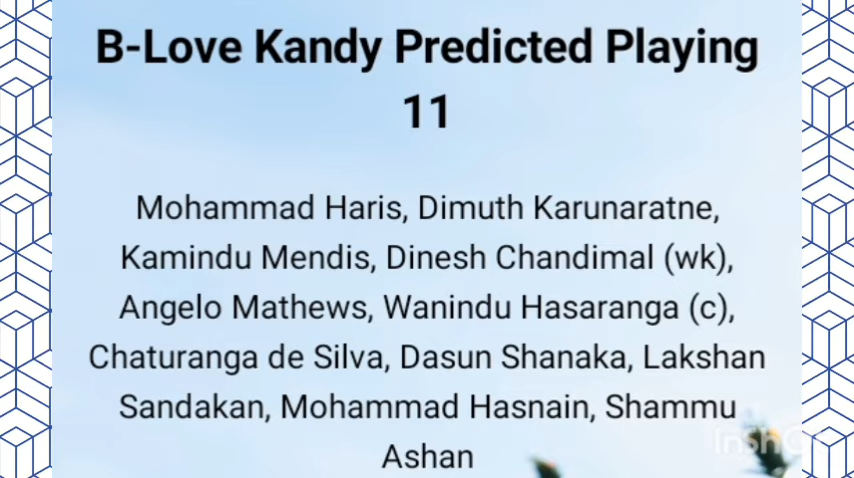 B-Love Kandy Predicted Playing
11
Mohammad Haris, Dimuth Karunaratne,
Kamindu Mendis, Dinesh Chandimal (wk),
Angelo Mathews, Wanindu Hasaranga (c),
Chaturanga de Silva, Dasun Shanaka, Lakshan
Sandakan, Mohammad Hasnain, Shammu
Ashan